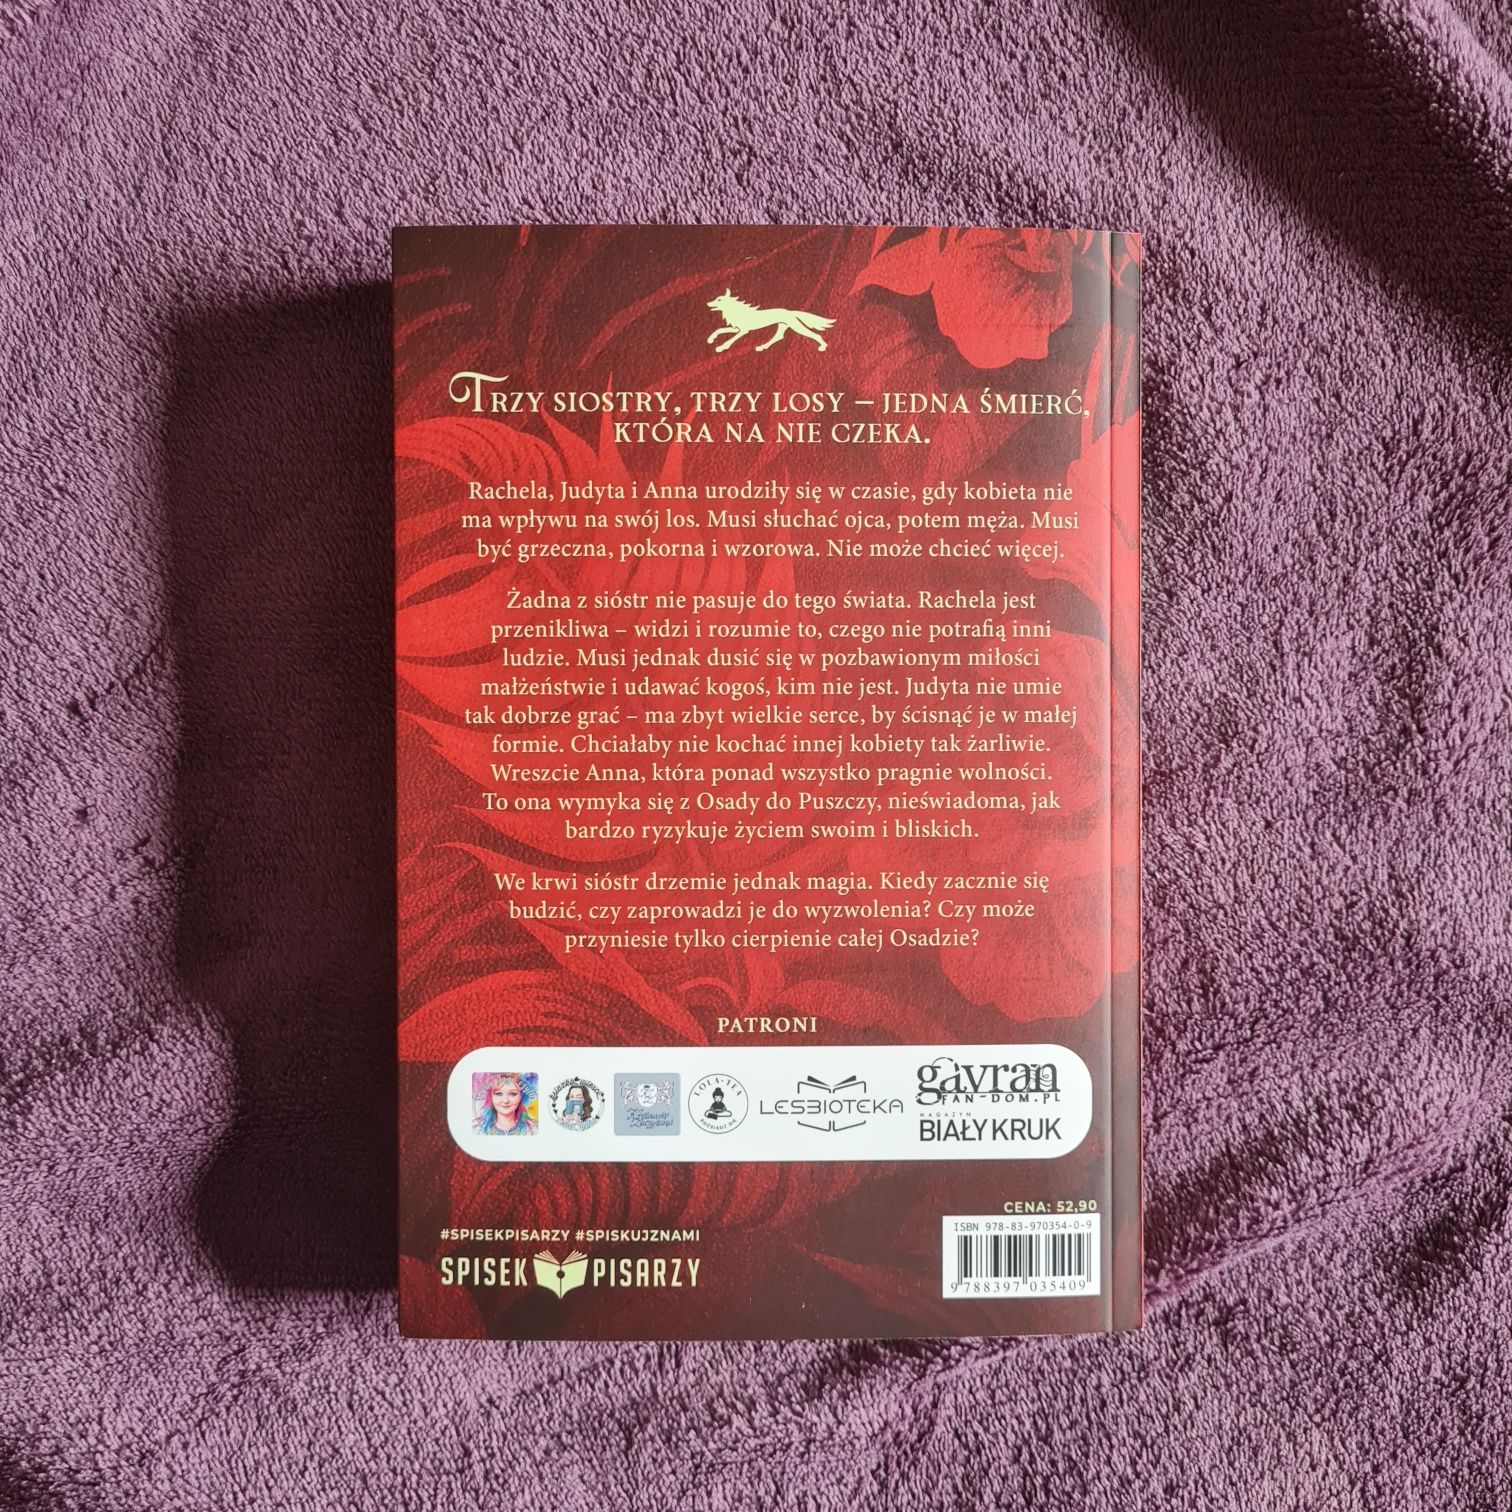 TRZY SIOSTRY, TRZY LOSY – JEDNA ŚMIERĆ,
KTÓRA NA NIE CZEKA.
Rachela, Judyta i Anna urodziły się w czasie, gdy kobieta nie
ma wpływu na swój los. Musi słuchać ojca, potem męża. Musi
być grzeczna, pokorna i wzorowa. Nie może chcieć więcej.
Żadna z sióstr nie pasuje do tego świata. Rachela jest
przenikliwa – widzi i rozumie to, czego nie potrafią inni
ludzie. Musi jednak dusić się w pozbawionym miłości
małżeństwie i udawać kogoś, kim nie jest. Judyta nie umie
tak dobrze grać – ma zbyt wielkie serce, by ścisnąć je w małej
formie. Chciałaby nie kochać innej kobiety tak żarliwie.
Wreszcie Anna, która ponad wszystko pragnie wolności.
To ona wymyka się z Osady do Puszczy, nieświadoma, jak
bardzo ryzykuje życiem swoim i bliskich.
We krwi sióstr drzemie jednak magia. Kiedy zacznie się
budzić, czy zaprowadzi je do wyzwolenia? Czy może
przyniesie tylko cierpienie całej Osadzie?
PATRONI
LOLA·TEA
LESBIOTEKA
gavran
FAN-DOM.PL
MAGAZYN
BIAŁY KRUK
CENA: 52,90
ISBN 978-83-970354-0-9
9 788397 035409
#SPISEKPISARZY #SPISKUJZNAMI
SPISEK PISARZY